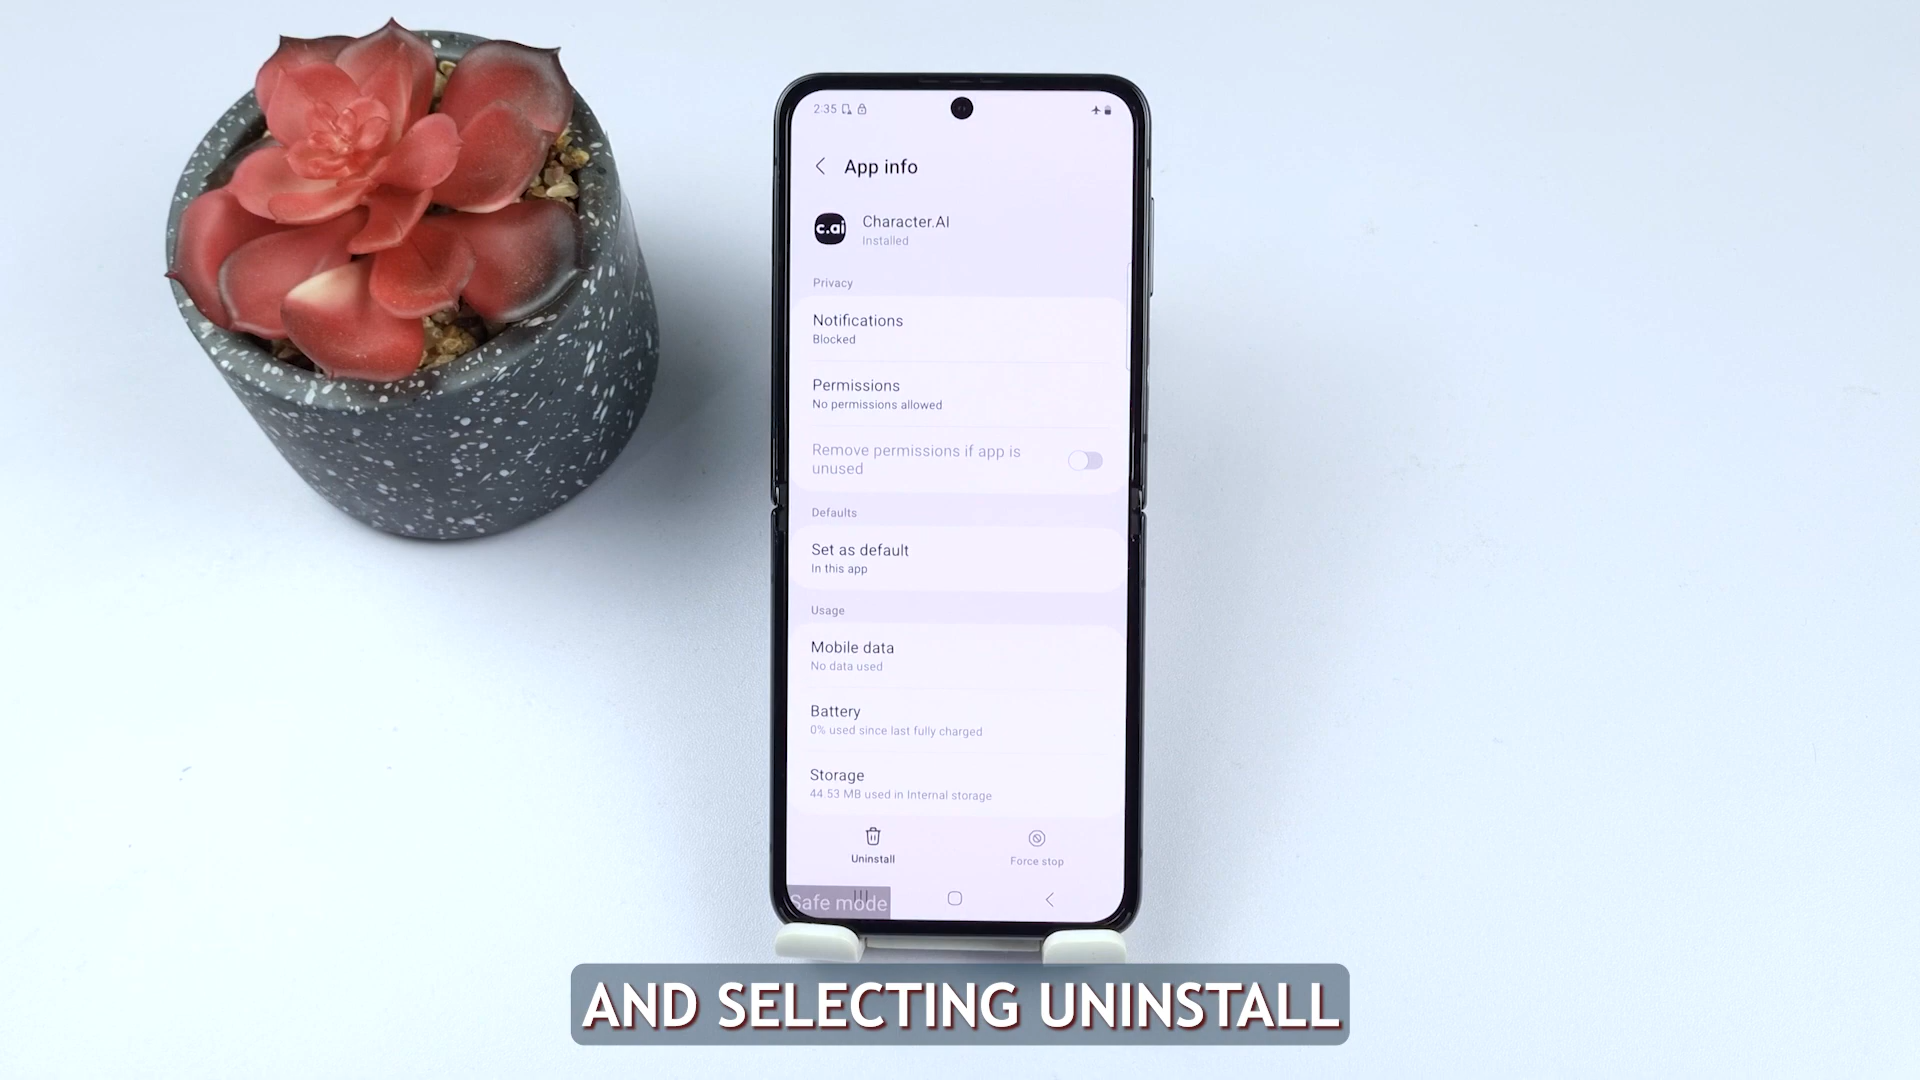 2:35
App info
c.ai
Character.AI
Installed
Privacy
Notifications
Blocked
Permissions
No permissions allowed
Remove permissions if app is
unused
Defaults
Set as default
In this app
Usage
Mobile data
No data used
Battery
0% used since last fully charged
Storage
44.53 MB used in Internal storage
Uninstall
Force stop
Safe mode
AND SELECTING UNINSTALL